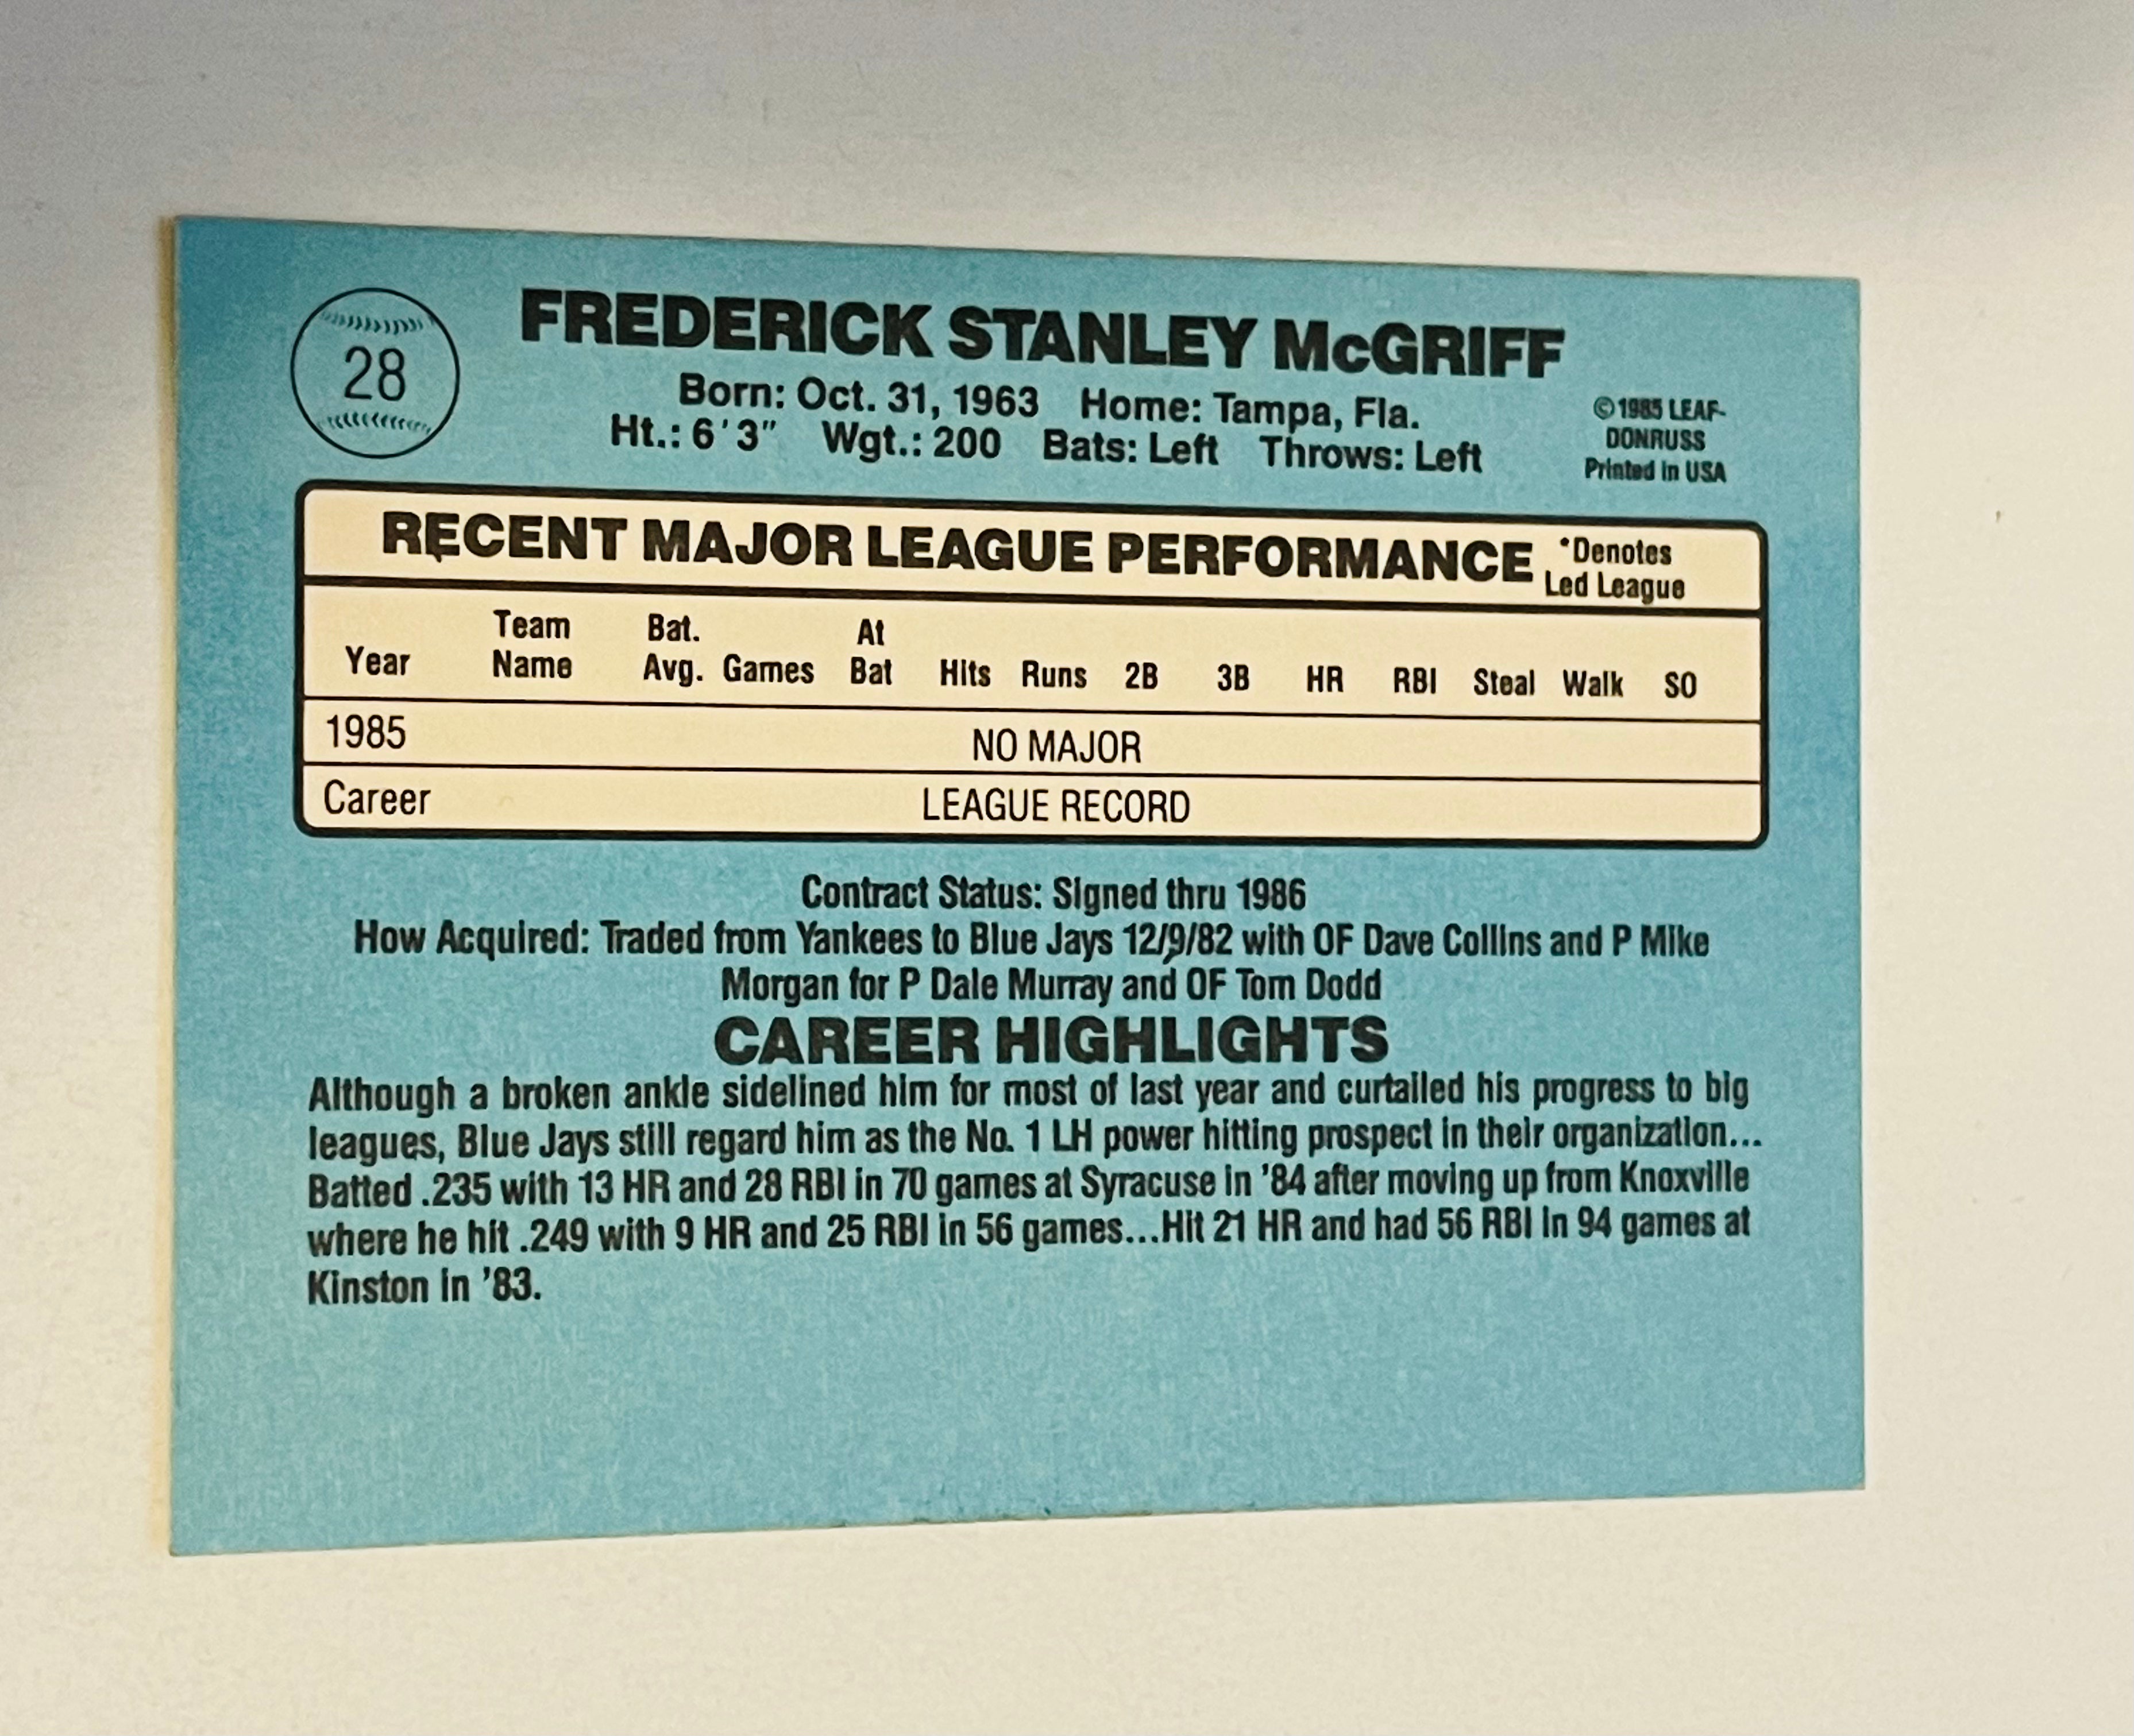 28
FREDERICK STANLEY McGRIFF
Born: Oct. 31, 1963 Home: Tampa, Fla.
Ht.: 6'3" Wgt.: 200 Bats: Left Throws: Left
©1985 LEAF-
DONRUSS
Printed in USA
RECENT MAJOR LEAGUE PERFORMANCE
*Denotes
Led League
Year Team Name Bat. Avg. Games At Bat Hits Runs 2B 3B HR RBI Steal Walk SO
1985 NO MAJOR
Career LEAGUE RECORD
Contract Status: Signed thru 1986
How Acquired: Traded from Yankees to Blue Jays 12/9/82 with OF Dave Collins and P Mike
Morgan for P Dale Murray and OF Tom Dodd
CAREER HIGHLIGHTS
Although a broken ankle sidelined him for most of last year and curtailed his progress to big
leagues, Blue Jays still regard him as the No. 1 LH power hitting prospect in their organization...
Batted .235 with 13 HR and 28 RBI in 70 games at Syracuse in '84 after moving up from Knoxville
where he hit .249 with 9 HR and 25 RBI in 56 games...Hit 21 HR and had 56 RBI in 94 games at
Kinston in '83.